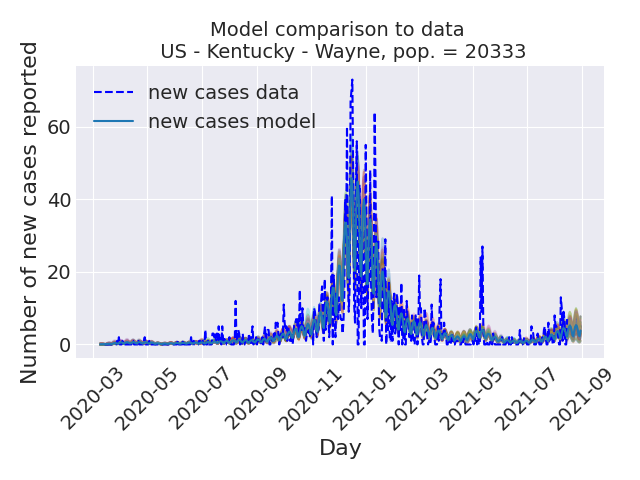 Model comparison to data
US - Kentucky - Wayne, pop. = 20333
new cases data
new cases model
Number of new cases reported
60
40
20
0
2020-03
2020-05
2020-07
2020-09
2020-11
2021-01
2021-03
2021-05
2021-07
2021-09
Day